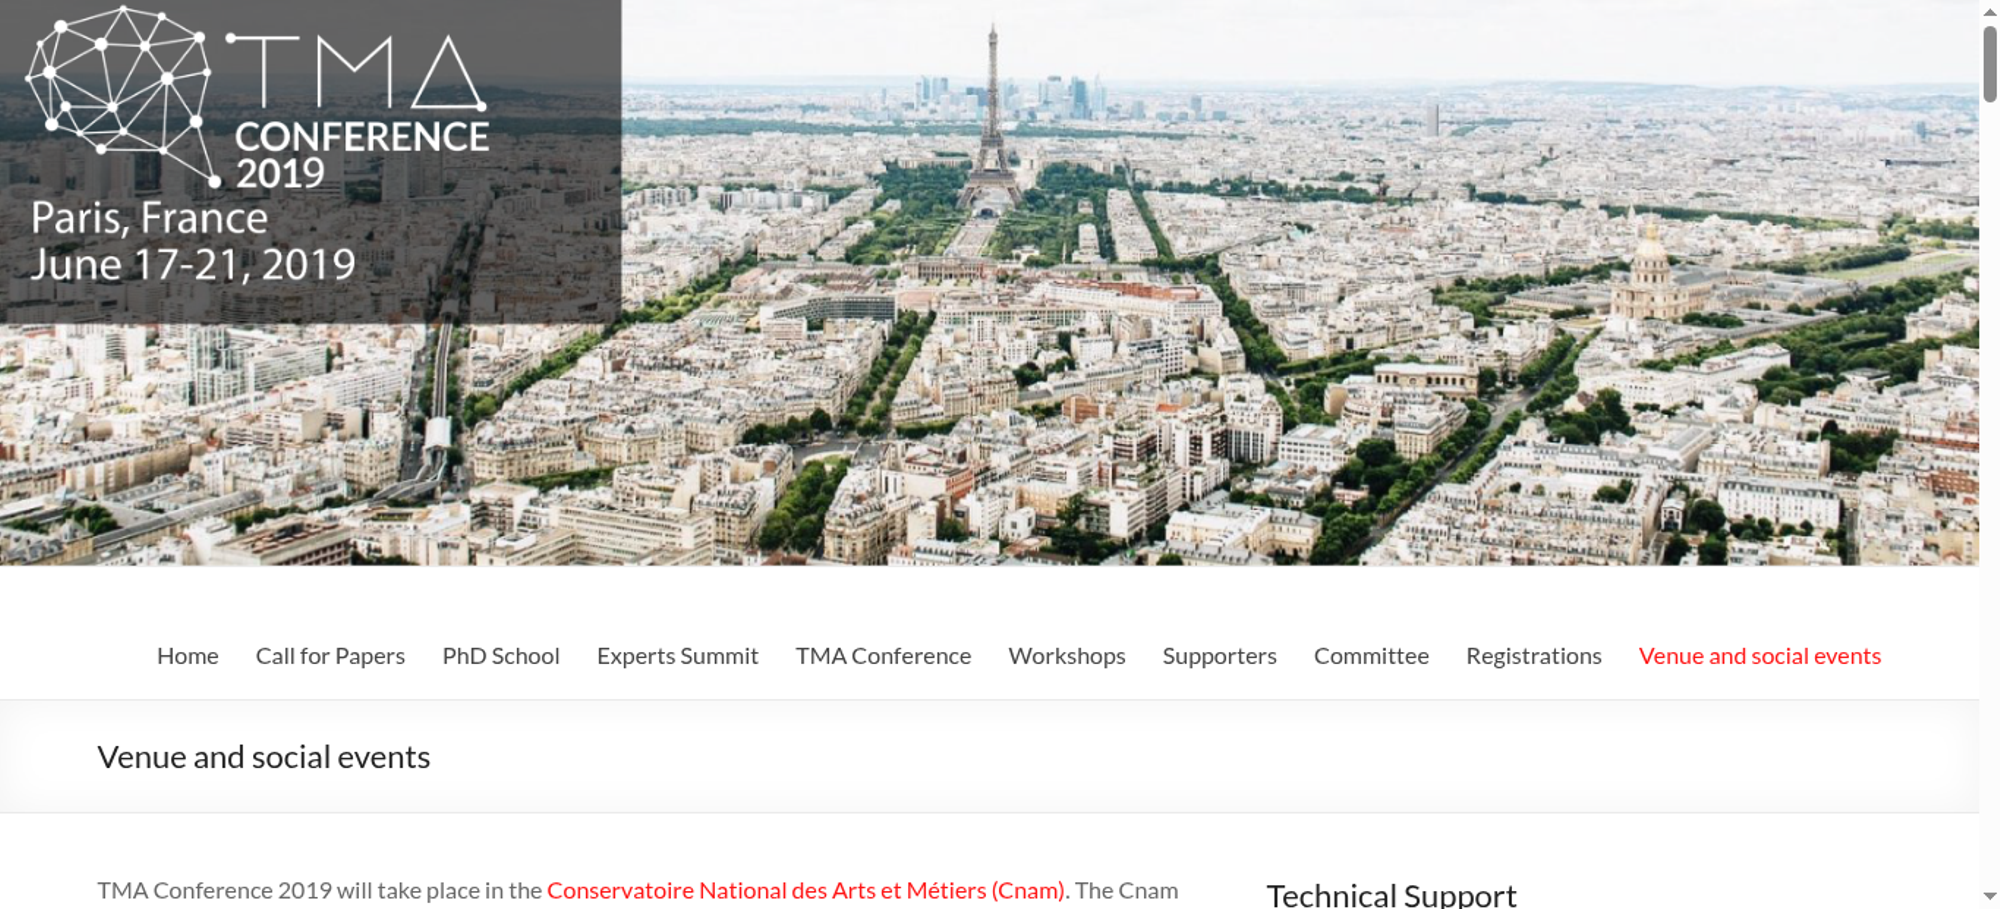 TMA
CONFERENCE
2019
Paris, France
June 17-21, 2019
Home Call for Papers PhD School Experts Summit TMA Conference Workshops Supporters Committee Registrations Venue and social events
Venue and social events
TMA Conference 2019 will take place in the Conservatoire National des Arts et Métiers (Cnam). The Cnam
Technical Support